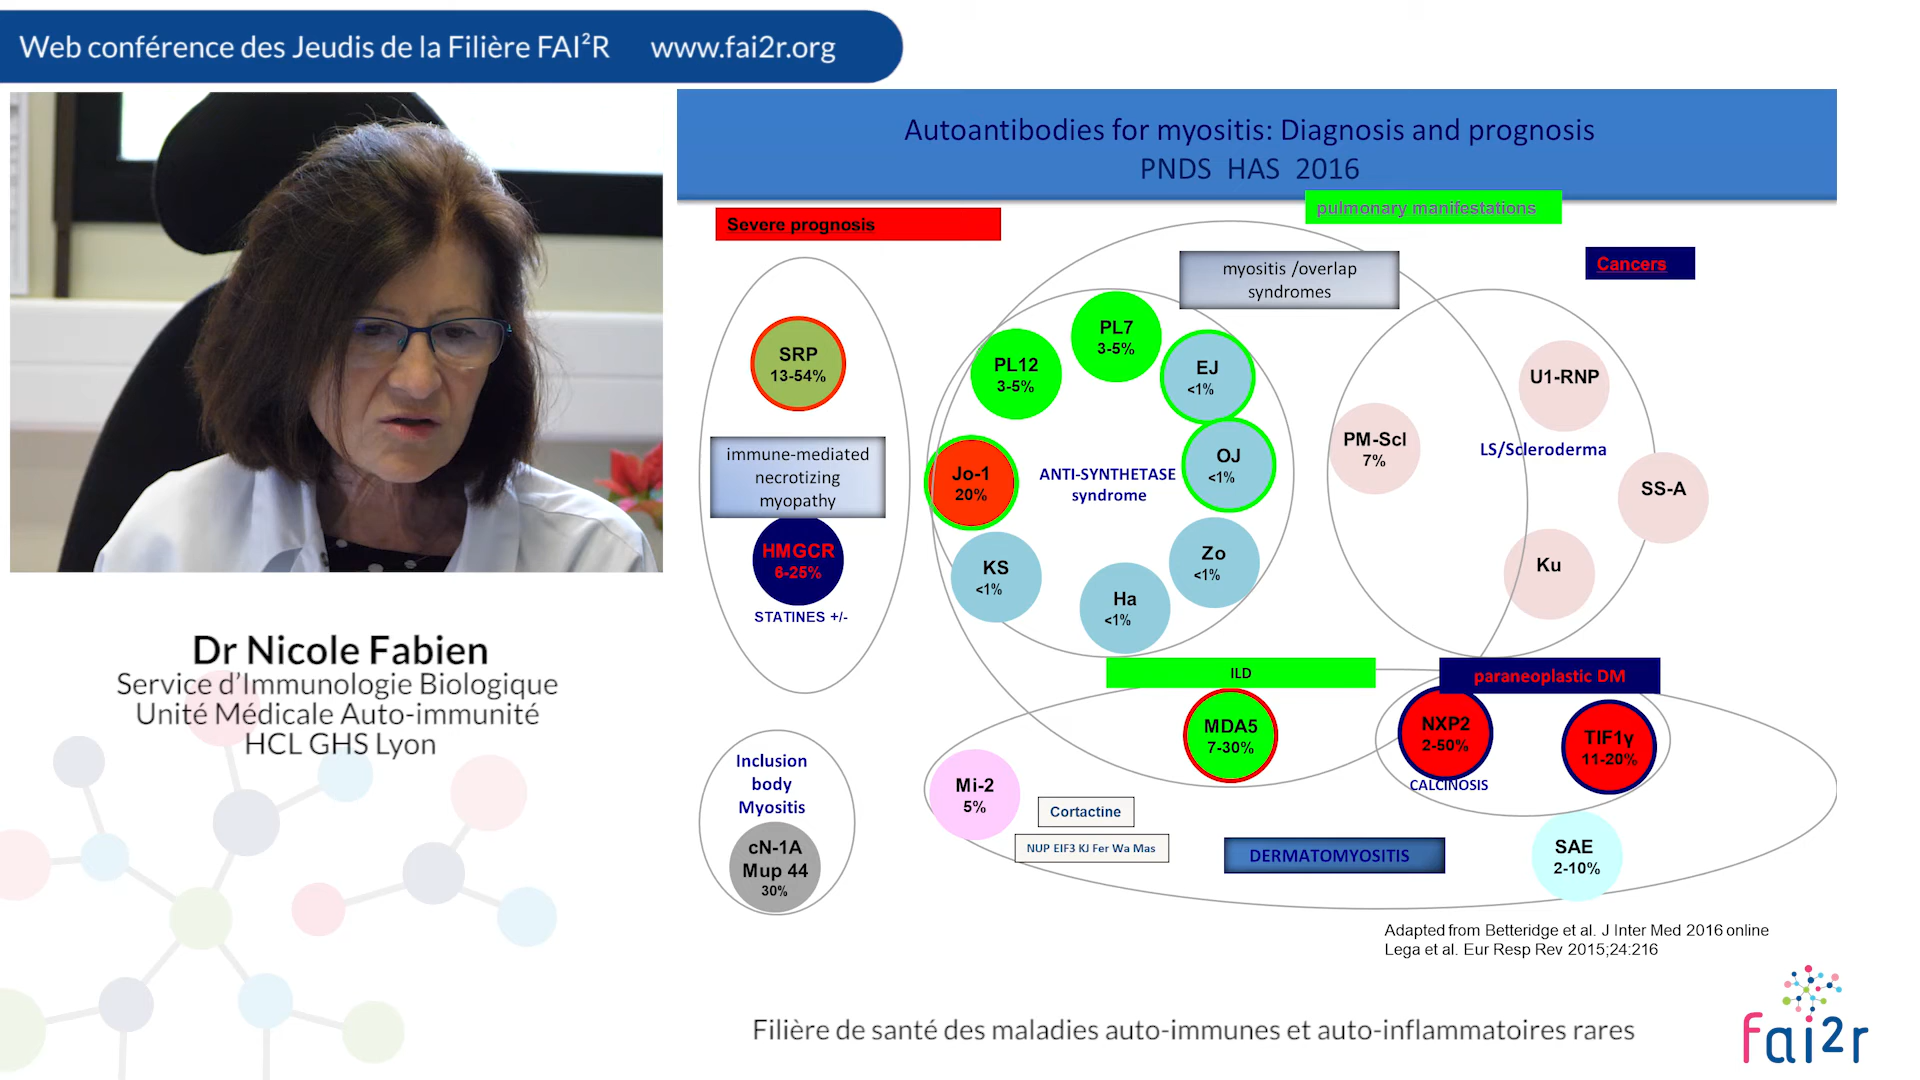 Web conférence des Jeudis de la Filière FAI²R www.fai2r.org
Autoantibodies for myositis: Diagnosis and prognosis
PNDS HAS 2016
Severe prognosis
pulmonary manifestations
Cancers
myositis /overlap
syndromes
SRP
13-54%
immune-mediated
necrotizing
myopathy
HMGCR
6-25%
STATINES +/-
PL7
3-5%
PL12
3-5%
EJ
<1%
OJ
<1%
Jo-1
20%
ANTI-SYNTHETASE
syndrome
KS
<1%
Zo
<1%
Ha
<1%
U1-RNP
PM-Scl
7%
LS/Scleroderma
SS-A
Ku
ILD
paraneoplastic DM
MDA5
7-30%
NXP2
2-50%
CALCINOSIS
TIF1γ
11-20%
Mi-2
5%
Cortactine
NUP EIF3 KJ Fer Wa Mas
DERMATOMYOSITIS
SAE
2-10%
Inclusion
body
Myositis
cN-1A
Mup 44
30%
Adapted from Betteridge et al. J Inter Med 2016 online
Lega et al. Eur Resp Rev 2015;24:216
Dr Nicole Fabien
Service d'Immunologie Biologique
Unité Médicale Auto-immunité
HCL GHS Lyon
Filière de santé des maladies auto-immunes et auto-inflammatoires rares
fai2r